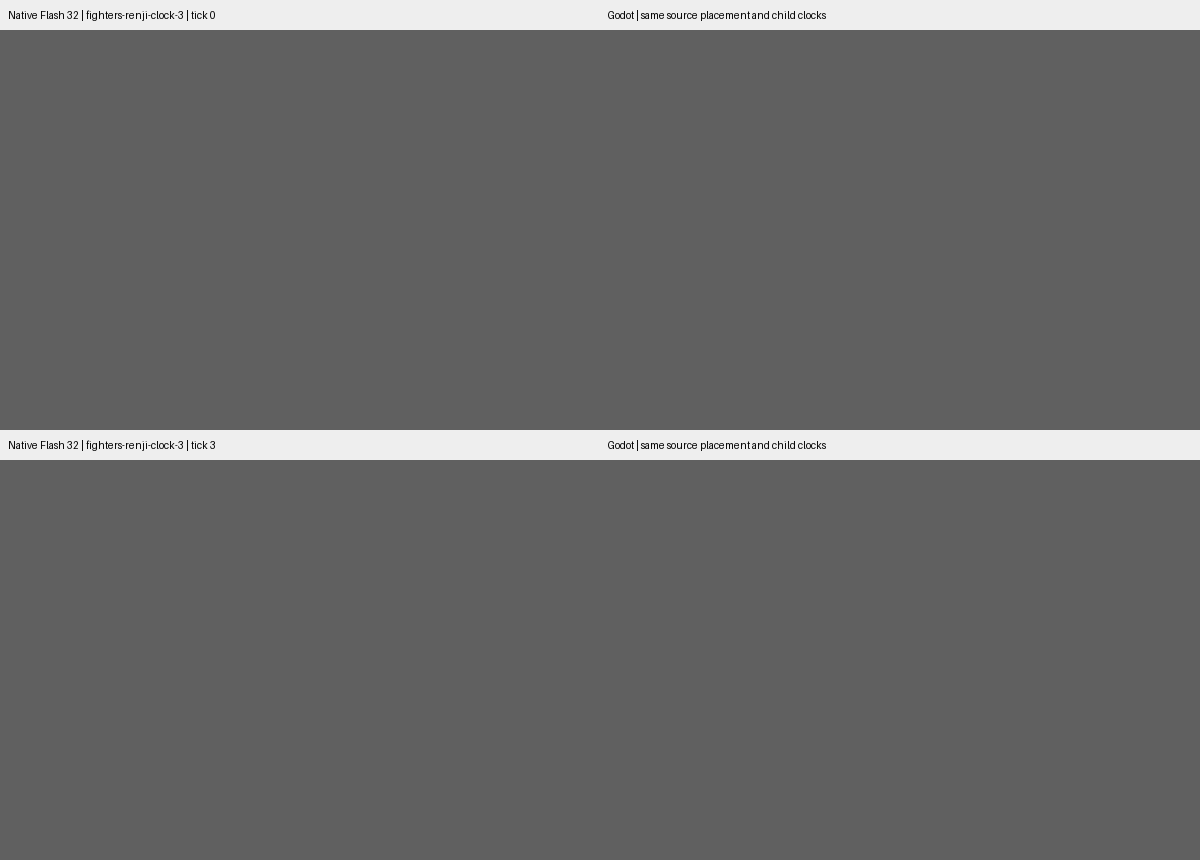 Native Flash 32 | fighters-renji-clock-3 | tick 0
Godot | same source placement and child clocks
Native Flash 32 | fighters-renji-clock-3 | tick 3
Godot | same source placement and child clocks